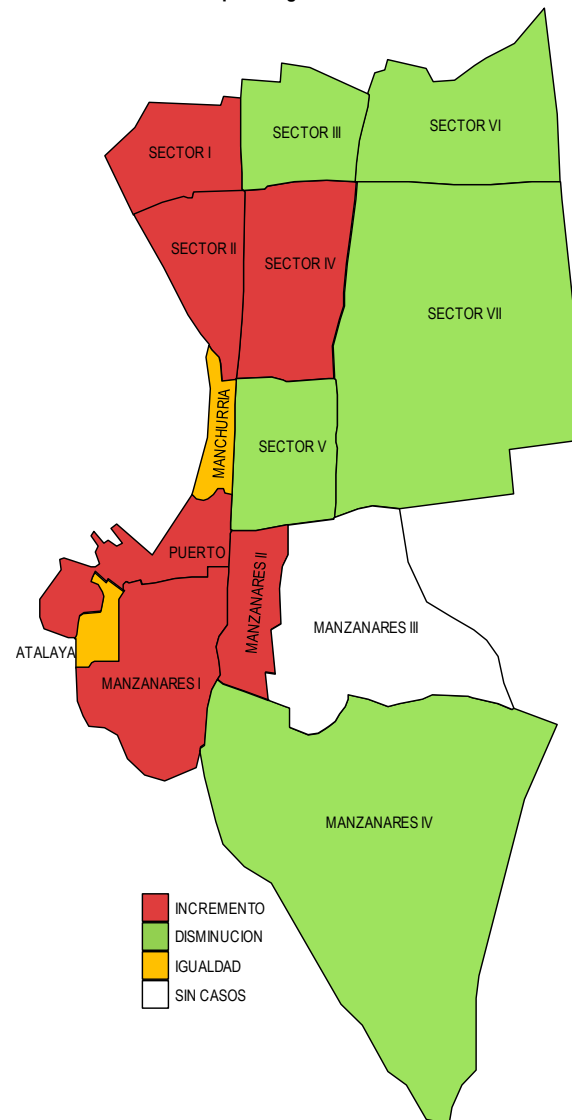 SECTOR III
SECTOR VI
SECTOR I
SECTOR II
SECTOR IV
SECTOR VII
MANCHURRIA
SECTOR V
PUERTO
MANZANARES II
MANZANARES III
ATALAYA
MANZANARES I
MANZANARES IV
INCREMENTO
DISMINUCION
IGUALDAD
SIN CASOS